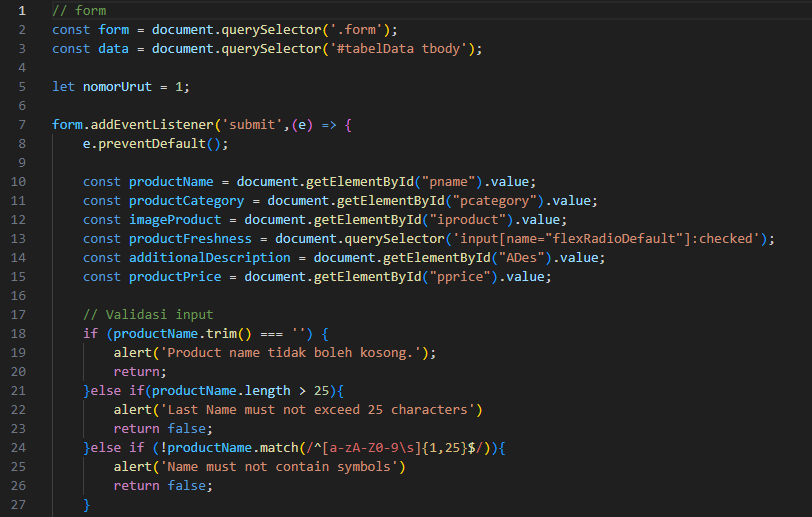 1 // form
2 const form = document.querySelector('.form');
3 const data = document.querySelector('#tabelData tbody');
4
5 let nomorUrut = 1;
6
7 form.addEventListener('submit',(e) => {
8     e.preventDefault();
9
10     const productName = document.getElementById("pname").value;
11     const productCategory = document.getElementById("pcategory").value;
12     const imageProduct = document.getElementById("iproduct").value;
13     const productFreshness = document.querySelector('input[name="flexRadioDefault"]:checked');
14     const additionalDescription = document.getElementById("ADes").value;
15     const productPrice = document.getElementById("pprice").value;
16
17     // Validasi input
18     if (productName.trim() === '') {
19         alert('Product name tidak boleh kosong.');
20         return;
21     }else if(productName.length > 25){
22         alert('Last Name must not exceed 25 characters')
23         return false;
24     }else if (!productName.match(/^[a-zA-Z0-9\s]{1,25}$/)){
25         alert('Name must not contain symbols')
26         return false;
27     }